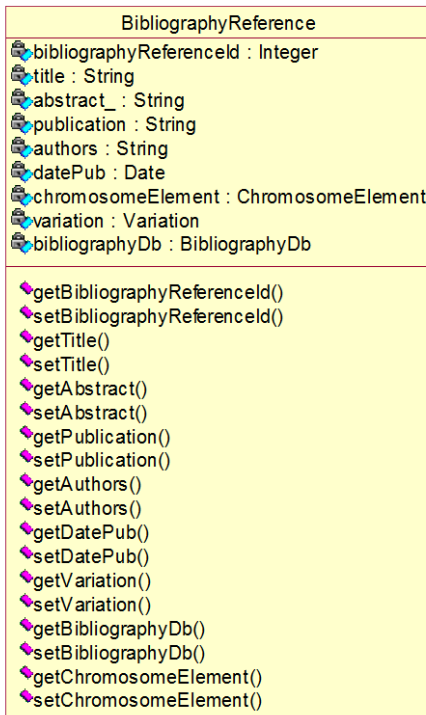 BibliographyReference
bibliographyReferenceId : Integer
title : String
abstract_ : String
publication : String
authors : String
datePub : Date
chromosomeElement : ChromosomeElement
variation : Variation
bibliographyDb : BibliographyDb
getBibliographyReferenceId()
setBibliographyReferenceId()
getTitle()
setTitle()
getAbstract()
setAbstract()
getPublication()
setPublication()
getAuthors()
setAuthors()
getDatePub()
setDatePub()
getVariation()
setVariation()
getBibliographyDb()
setBibliographyDb()
getChromosomeElement()
setChromosomeElement()